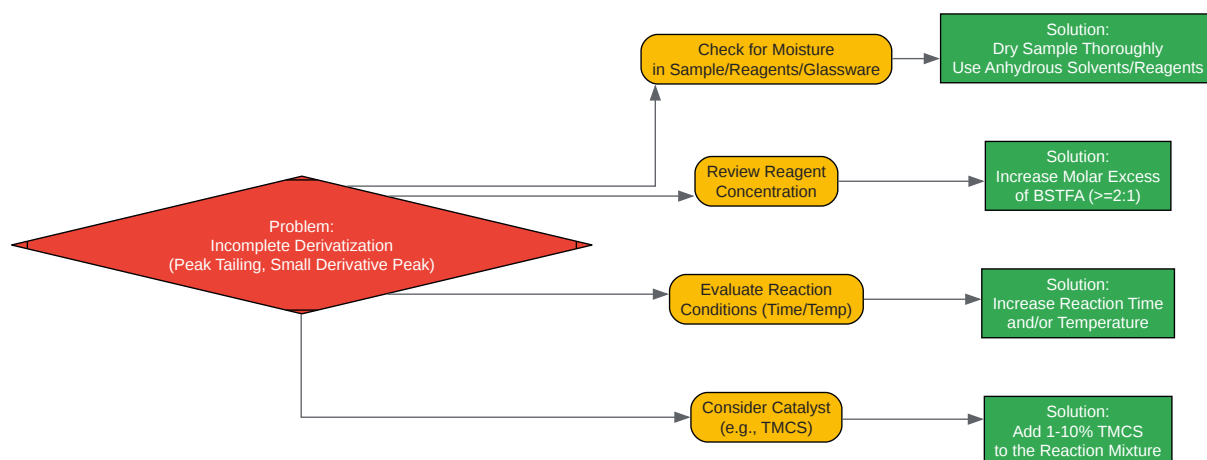 Problem:
Incomplete Derivatization
(Peak Tailing, Small Derivative Peak)
Check for Moisture
in Sample/Reagents/Glassware
Solution:
Dry Sample Thoroughly
Use Anhydrous Solvents/Reagents
Review Reagent
Concentration
Solution:
Increase Molar Excess
of BSTFA (>=2:1)
Evaluate Reaction
Conditions (Time/Temp)
Solution:
Increase Reaction Time
and/or Temperature
Consider Catalyst
(e.g., TMCS)
Solution:
Add 1-10% TMCS
to the Reaction Mixture